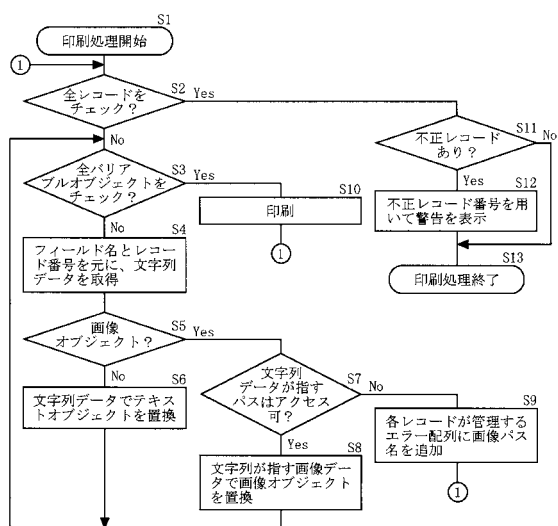 S1
印刷処理開始
1
S2
全レコードを
チェック?
Yes
No
S11
不正レコード
あり?
No
Yes
S3
全バリア
ブルオブジェクトを
チェック?
Yes
No
S10
印刷
1
S12
不正レコード番号を用
いて警告を表示
S4
フィールド名とレコー
ド番号を元に、文字列
データを取得
S13
印刷処理終了
S5
画像
オブジェクト?
Yes
No
S6
文字列データでテキス
トオブジェクトを置換
S7
文字列
データが指す
パスはアクセス
可?
No
Yes
S9
各レコードが管理する
エラー配列に画像パス
名を追加
1
S8
文字列が指す画像デー
タで画像オブジェクト
を置換